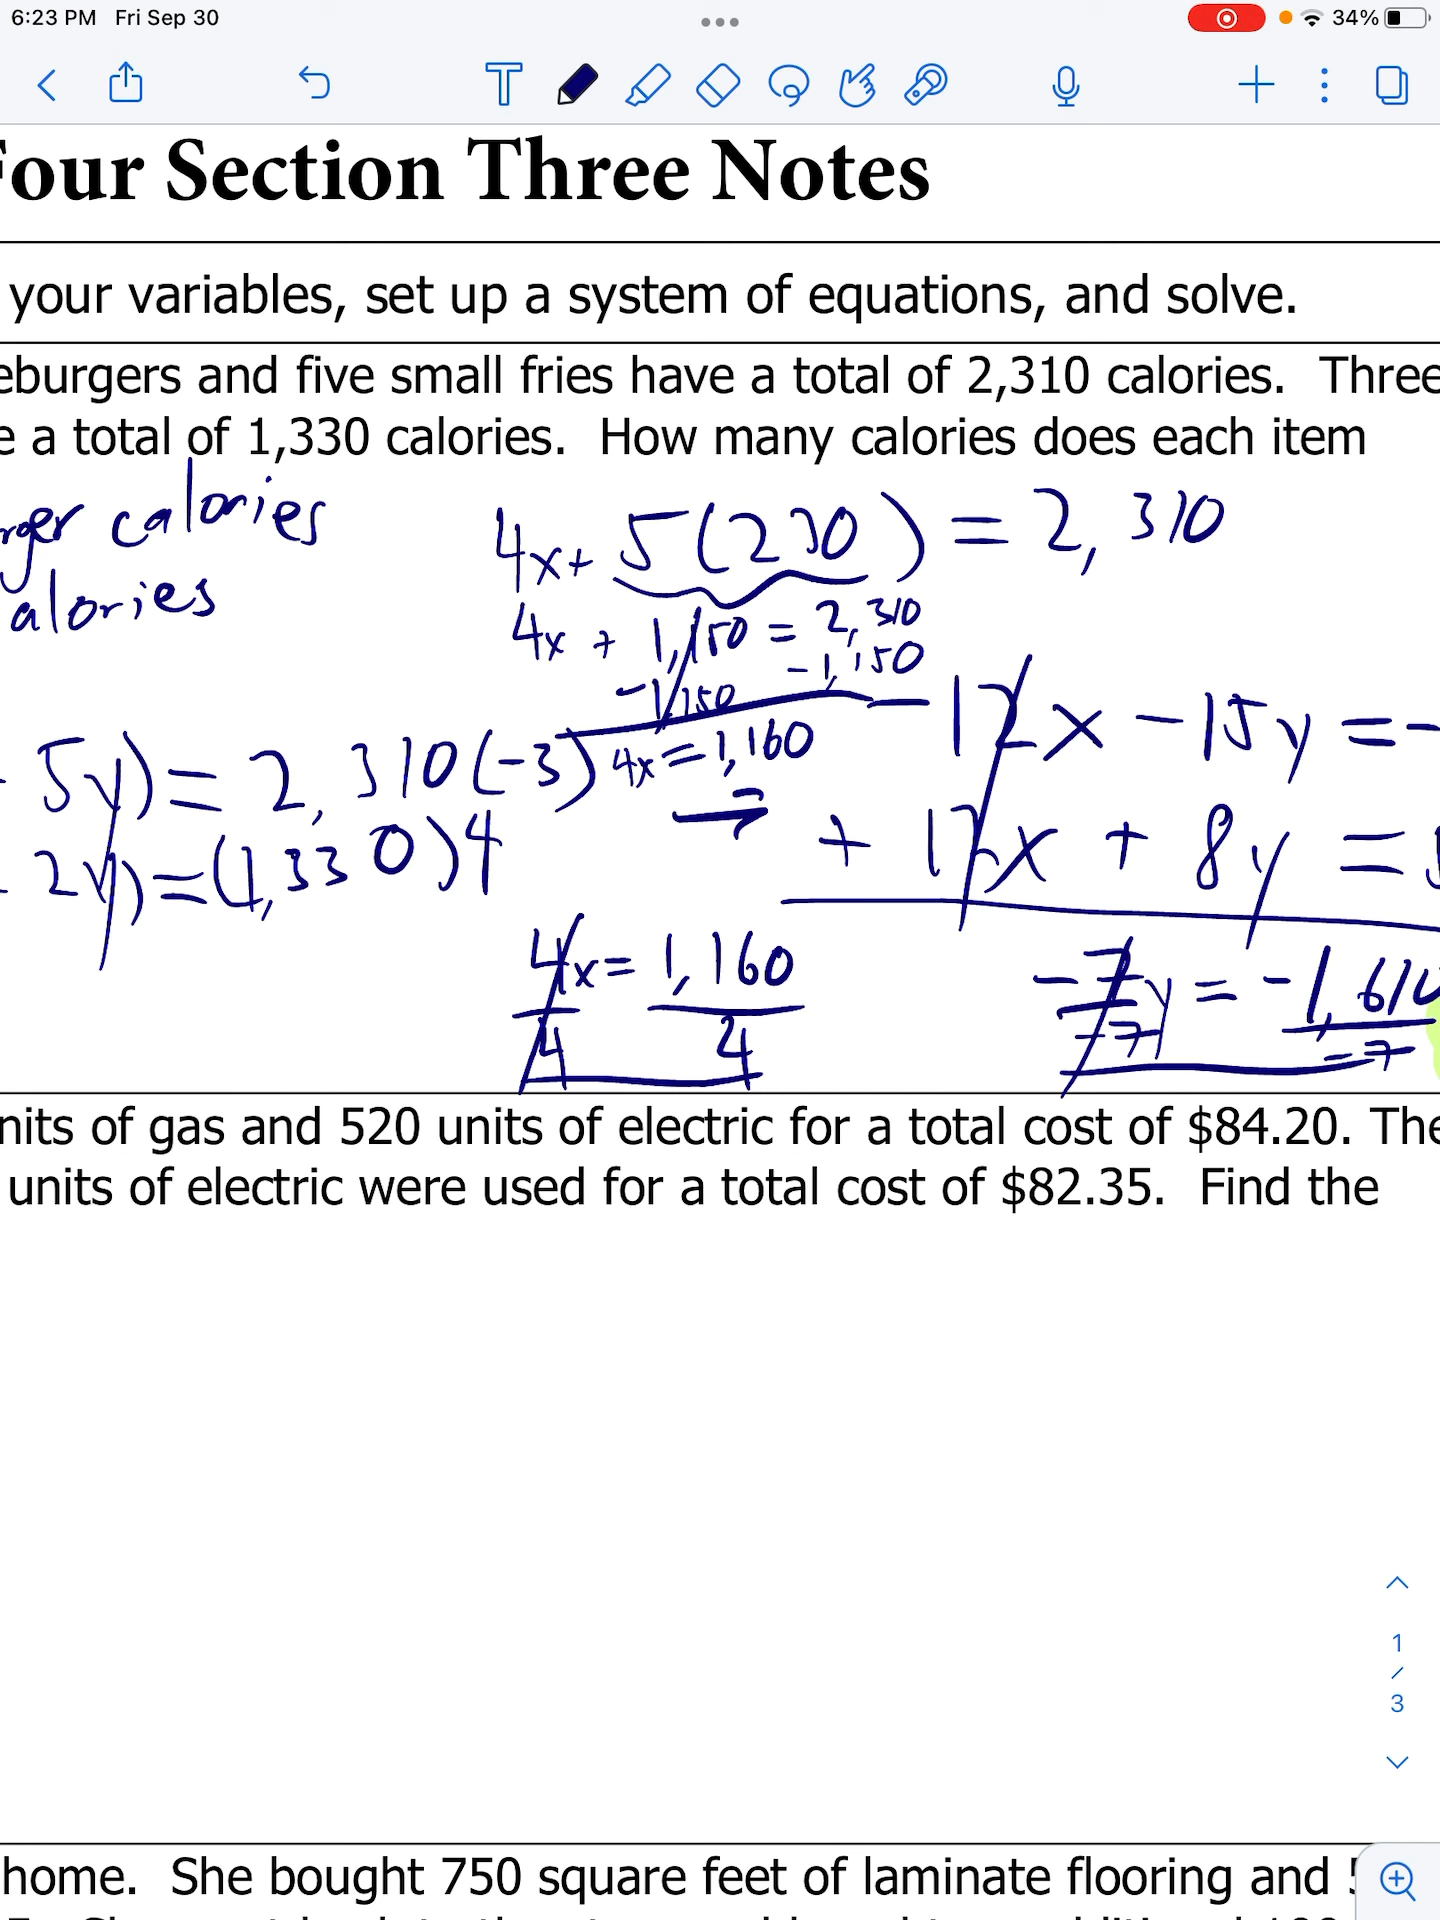 6:23 PM Fri Sep 30
34%
Four Section Three Notes
your variables, set up a system of equations, and solve.
eburgers and five small fries have a total of 2,310 calories. Three
e a total of 1,330 calories. How many calories does each item
rger calories
alories
4x+ 5(230) = 2,310
4x + 1,150 = 2,310
-1,150
-1,150
4x = 1,160
5y) = 2,310(-3)
2y) = (1,330)4
-12x - 15y = -
+ 12x + 8y =
4x = 1,160
4 4
-7y = -1,610
-7 -7
nits of gas and 520 units of electric for a total cost of $84.20. The
units of electric were used for a total cost of $82.35. Find the
1
/
3
home. She bought 750 square feet of laminate flooring and